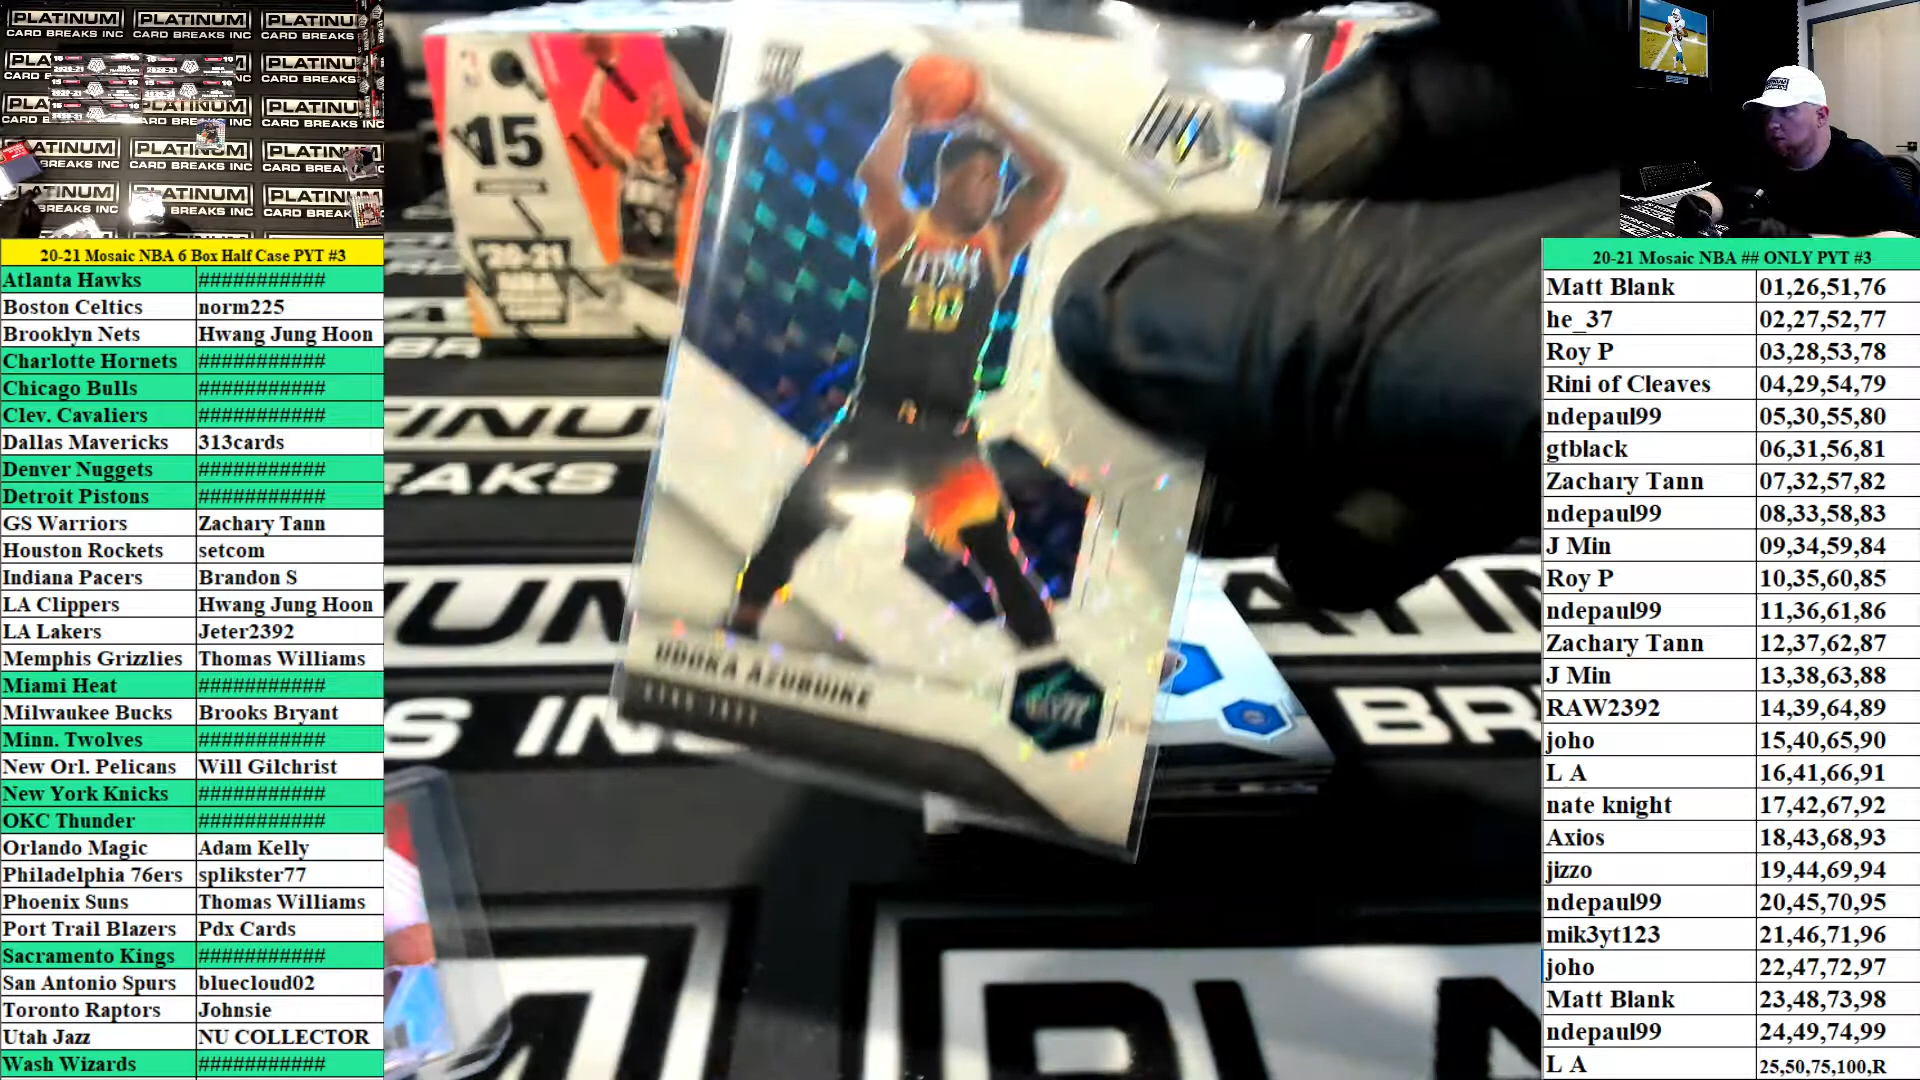 PLATINUM PLATINUM PLATINUM
CARD BREAKS INC CARD BREAKS INC CARD BREAKS INC
20-21 Mosaic NBA 6 Box Half Case PYT #3
Atlanta Hawks ###########
Boston Celtics norm225
Brooklyn Nets Hwang Jung Hoon
Charlotte Hornets ###########
Chicago Bulls ###########
Clev. Cavaliers ###########
Dallas Mavericks 313cards
Denver Nuggets ###########
Detroit Pistons ###########
GS Warriors Zachary Tann
Houston Rockets setcom
Indiana Pacers Brandon S
LA Clippers Hwang Jung Hoon
LA Lakers Jeter2392
Memphis Grizzlies Thomas Williams
Miami Heat ###########
Milwaukee Bucks Brooks Bryant
Minn. Twolves ###########
New Orl. Pelicans Will Gilchrist
New York Knicks ###########
OKC Thunder ###########
Orlando Magic Adam Kelly
Philadelphia 76ers splikster77
Phoenix Suns Thomas Williams
Port Trail Blazers Pdx Cards
Sacramento Kings ###########
San Antonio Spurs bluecloud02
Toronto Raptors Johnsie
Utah Jazz NU COLLECTOR
Wash Wizards ###########
15
'20-21
NBA
20
UDOKA AZUBUIKE
UTAH JAZZ
20-21 Mosaic NBA ## ONLY PYT #3
Matt Blank 01,26,51,76
he_37 02,27,52,77
Roy P 03,28,53,78
Rini of Cleaves 04,29,54,79
ndepaul99 05,30,55,80
gtblack 06,31,56,81
Zachary Tann 07,32,57,82
ndepaul99 08,33,58,83
J Min 09,34,59,84
Roy P 10,35,60,85
ndepaul99 11,36,61,86
Zachary Tann 12,37,62,87
J Min 13,38,63,88
RAW2392 14,39,64,89
joho 15,40,65,90
L A 16,41,66,91
nate knight 17,42,67,92
Axios 18,43,68,93
jizzo 19,44,69,94
ndepaul99 20,45,70,95
mik3yt123 21,46,71,96
joho 22,47,72,97
Matt Blank 23,48,73,98
ndepaul99 24,49,74,99
L A 25,50,75,100,R